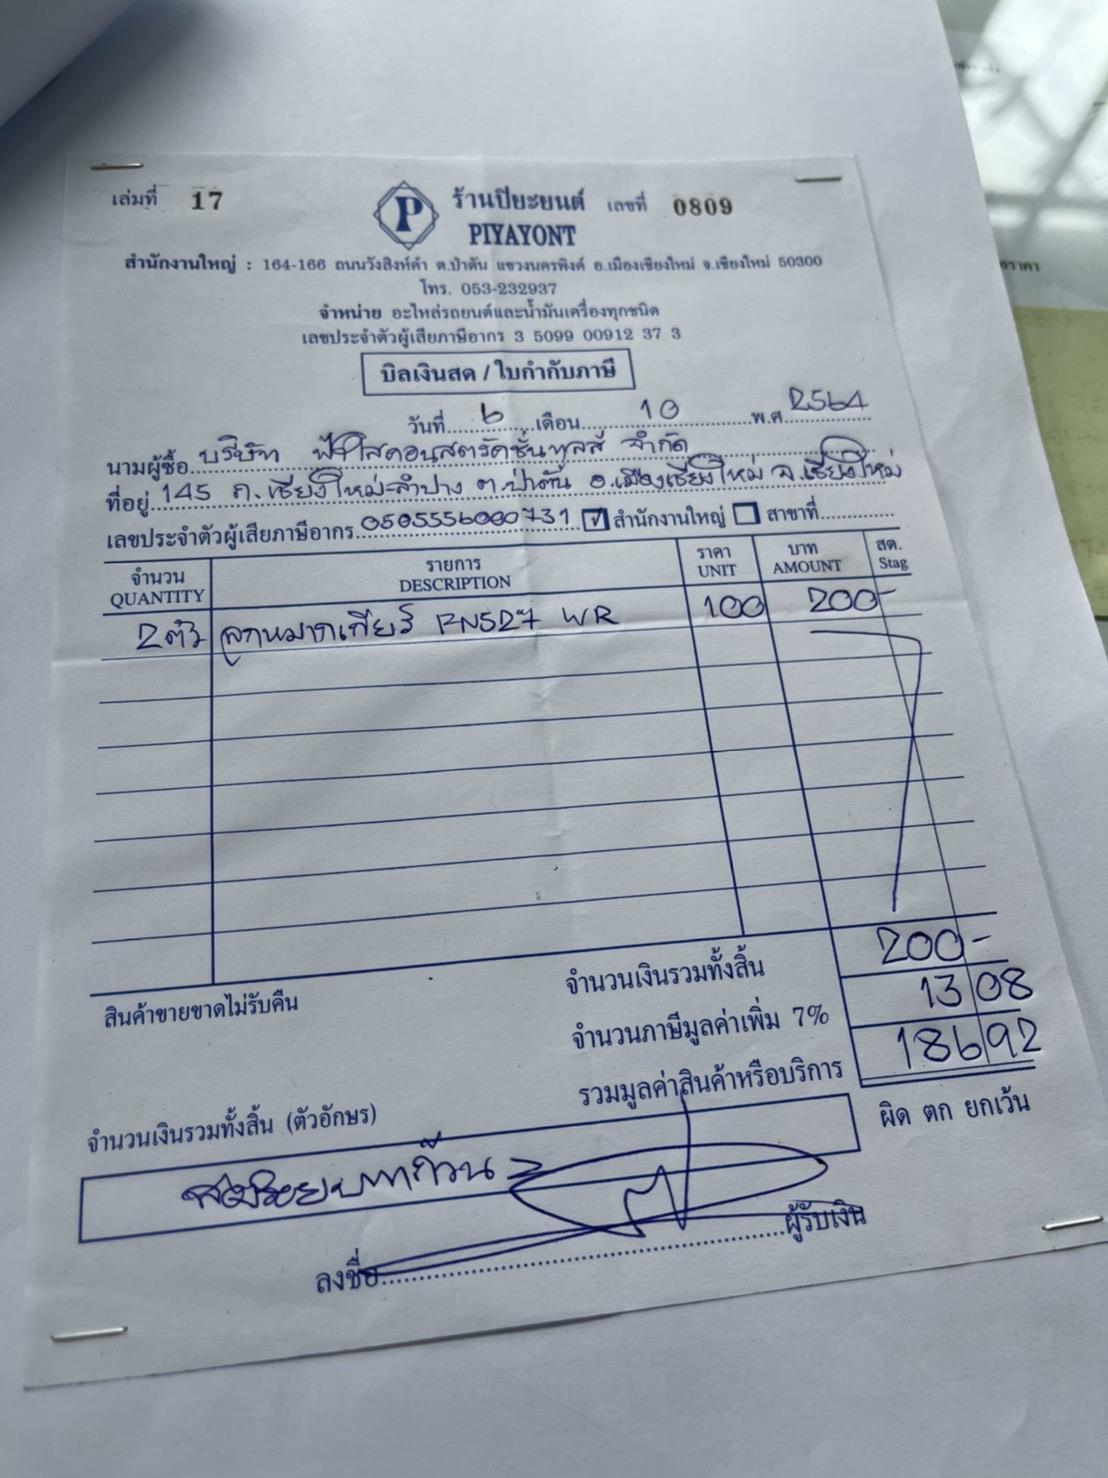 เล่มที่ 17
ร้านปิยะยนต์ เลขที่ 0809
P
PIYAYONT
สำนักงานใหญ่ : 164-166 ถนนวังสิงห์คำ ต.ป่าตัน แขวงนครพิงค์ อ.เมืองเชียงใหม่ จ.เชียงใหม่ 50300
โทร. 053-232937
จำหน่าย อะไหล่รถยนต์และน้ำมันเครื่องทุกชนิด
เลขประจำตัวผู้เสียภาษีอากร 3 5099 00912 37 3
บิลเงินสด / ใบกำกับภาษี
วันที่ 6 เดือน 10 พ.ศ. 2564
นามผู้ซื้อ บริษัท ฟ้าใสคอนสตรัคชั่นทูลส์ จำกัด
ที่อยู่ 145 ถ.เชียงใหม่-ลำปาง ต.ป่าตัน อ.เมืองเชียงใหม่ จ.เชียงใหม่
เลขประจำตัวผู้เสียภาษีอากร 0505556000731 ☑ สำนักงานใหญ่ ☐ สาขาที่
จำนวน รายการ ราคา บาท สต.
QUANTITY DESCRIPTION UNIT AMOUNT Stag
2ตัว ลูกหมากเกียร์ FN527 WR 100 200 -
จำนวนเงินรวมทั้งสิ้น 200 -
สินค้าขายขาดไม่รับคืน
จำนวนภาษีมูลค่าเพิ่ม 7% 13 08
รวมมูลค่าสินค้าหรือบริการ 186 92
จำนวนเงินรวมทั้งสิ้น (ตัวอักษร)
ผิด ตก ยกเว้น
สองร้อยบาทถ้วน =
ลงชื่อ ผู้รับเงิน